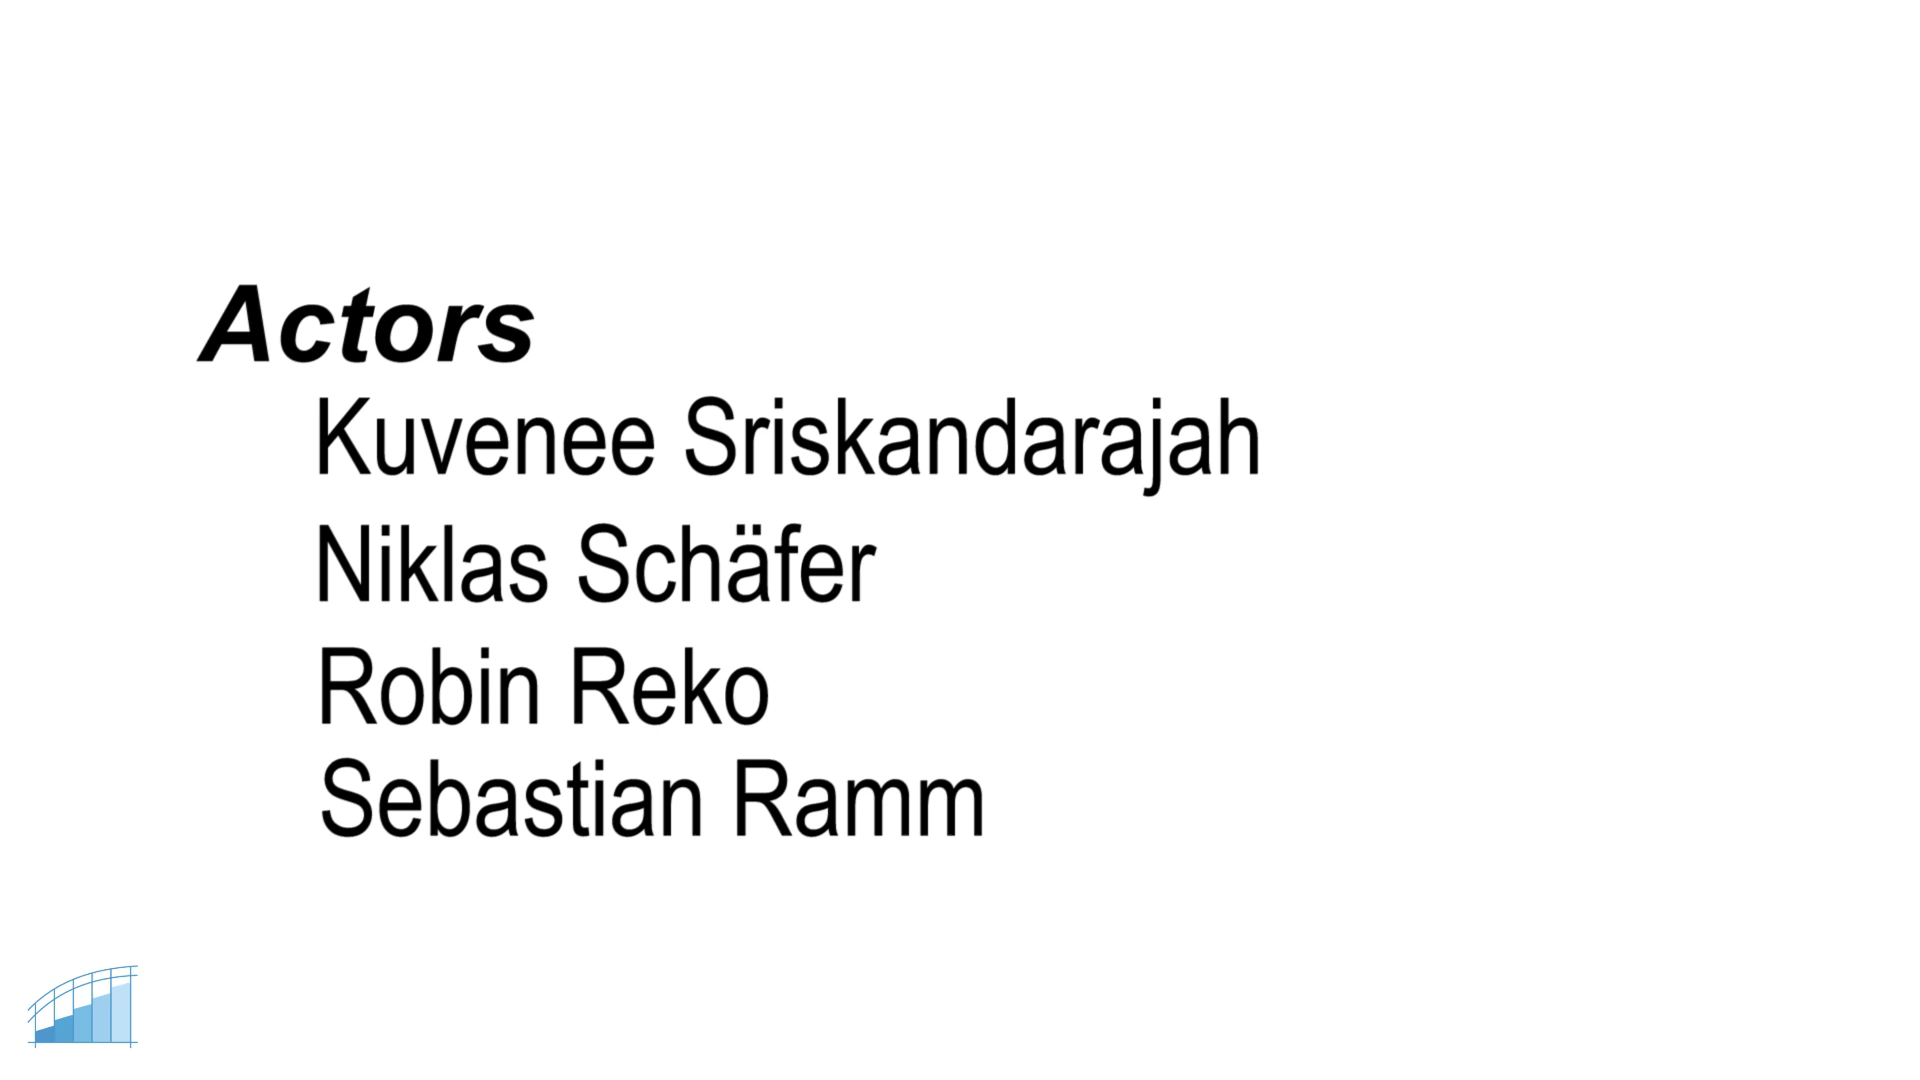 Actors
Kuvenee Sriskandarajah
Niklas Schäfer
Robin Reko
Sebastian Ramm